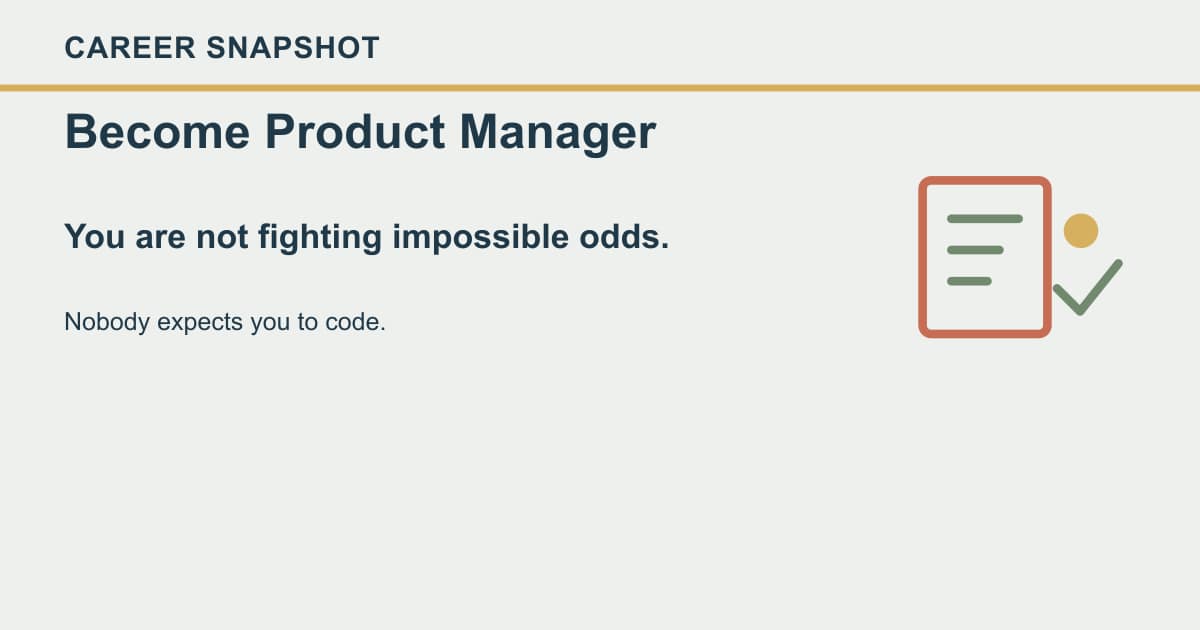 CAREER SNAPSHOT
Become Product Manager
You are not fighting impossible odds.
Nobody expects you to code.